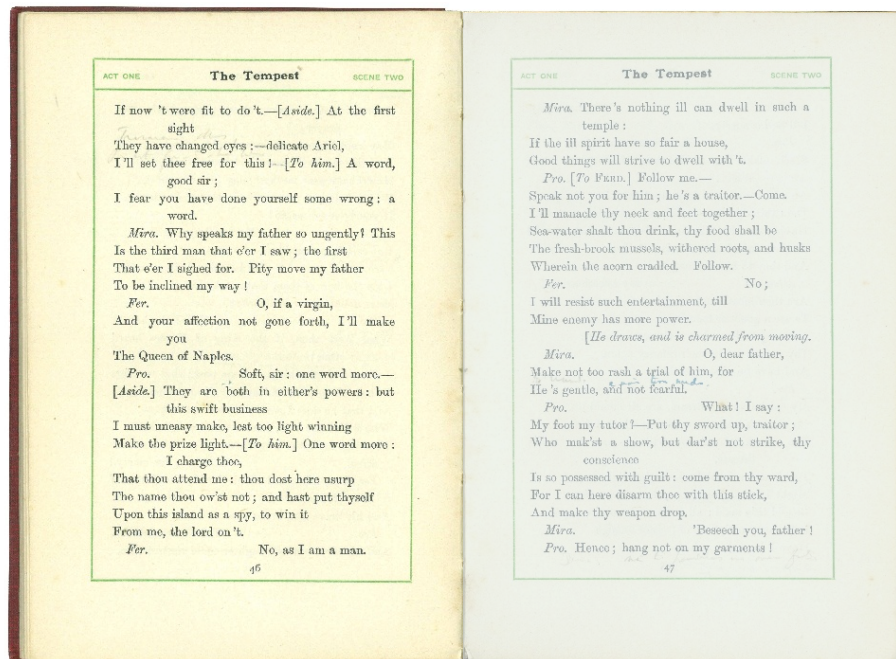 ACT ONE The Tempest SCENE TWO
If now 't were fit to do 't.—[Aside.] At the first
sight
They have changed eyes:—delicate Ariel,
I 'll set thee free for this!—[To him.] A word,
good sir;
I fear you have done yourself some wrong: a
word.
Mira. Why speaks my father so ungently? This
Is the third man that e'er I saw; the first
That e'er I sighed for. Pity move my father
To be inclined my way!
Fer. O, if a virgin,
And your affection not gone forth, I 'll make
you
The Queen of Naples.
Pro. Soft, sir: one word more.—
[Aside.] They are both in either's powers: but
this swift business
I must uneasy make, lest too light winning
Make the prize light.—[To him.] One word more:
I charge thee,
That thou attend me: thou dost here usurp
The name thou ow'st not; and hast put thyself
Upon this island as a spy, to win it
From me, the lord on 't.
Fer. No, as I am a man.
46
ACT ONE The Tempest SCENE TWO
Mira. There 's nothing ill can dwell in such a
temple:
If the ill spirit have so fair a house,
Good things will strive to dwell with 't.
Pro. [To FERD.] Follow me.—
Speak not you for him; he 's a traitor.—Come.
I 'll manacle thy neck and feet together;
Sea-water shalt thou drink, thy food shall be
The fresh-brook mussels, withered roots, and husks
Wherein the acorn cradled. Follow.
Fer. No;
I will resist such entertainment, till
Mine enemy has more power.
[He draws, and is charmed from moving.
Mira. O, dear father,
Make not too rash a trial of him, for
He 's gentle, and not fearful.
Pro. What! I say:
My foot my tutor?—Put thy sword up, traitor;
Who mak'st a show, but dar'st not strike, thy
conscience
Is so possessed with guilt: come from thy ward,
For I can here disarm thee with this stick,
And make thy weapon drop.
Mira. 'Beseech you, father!
Pro. Hence; hang not on my garments!
47